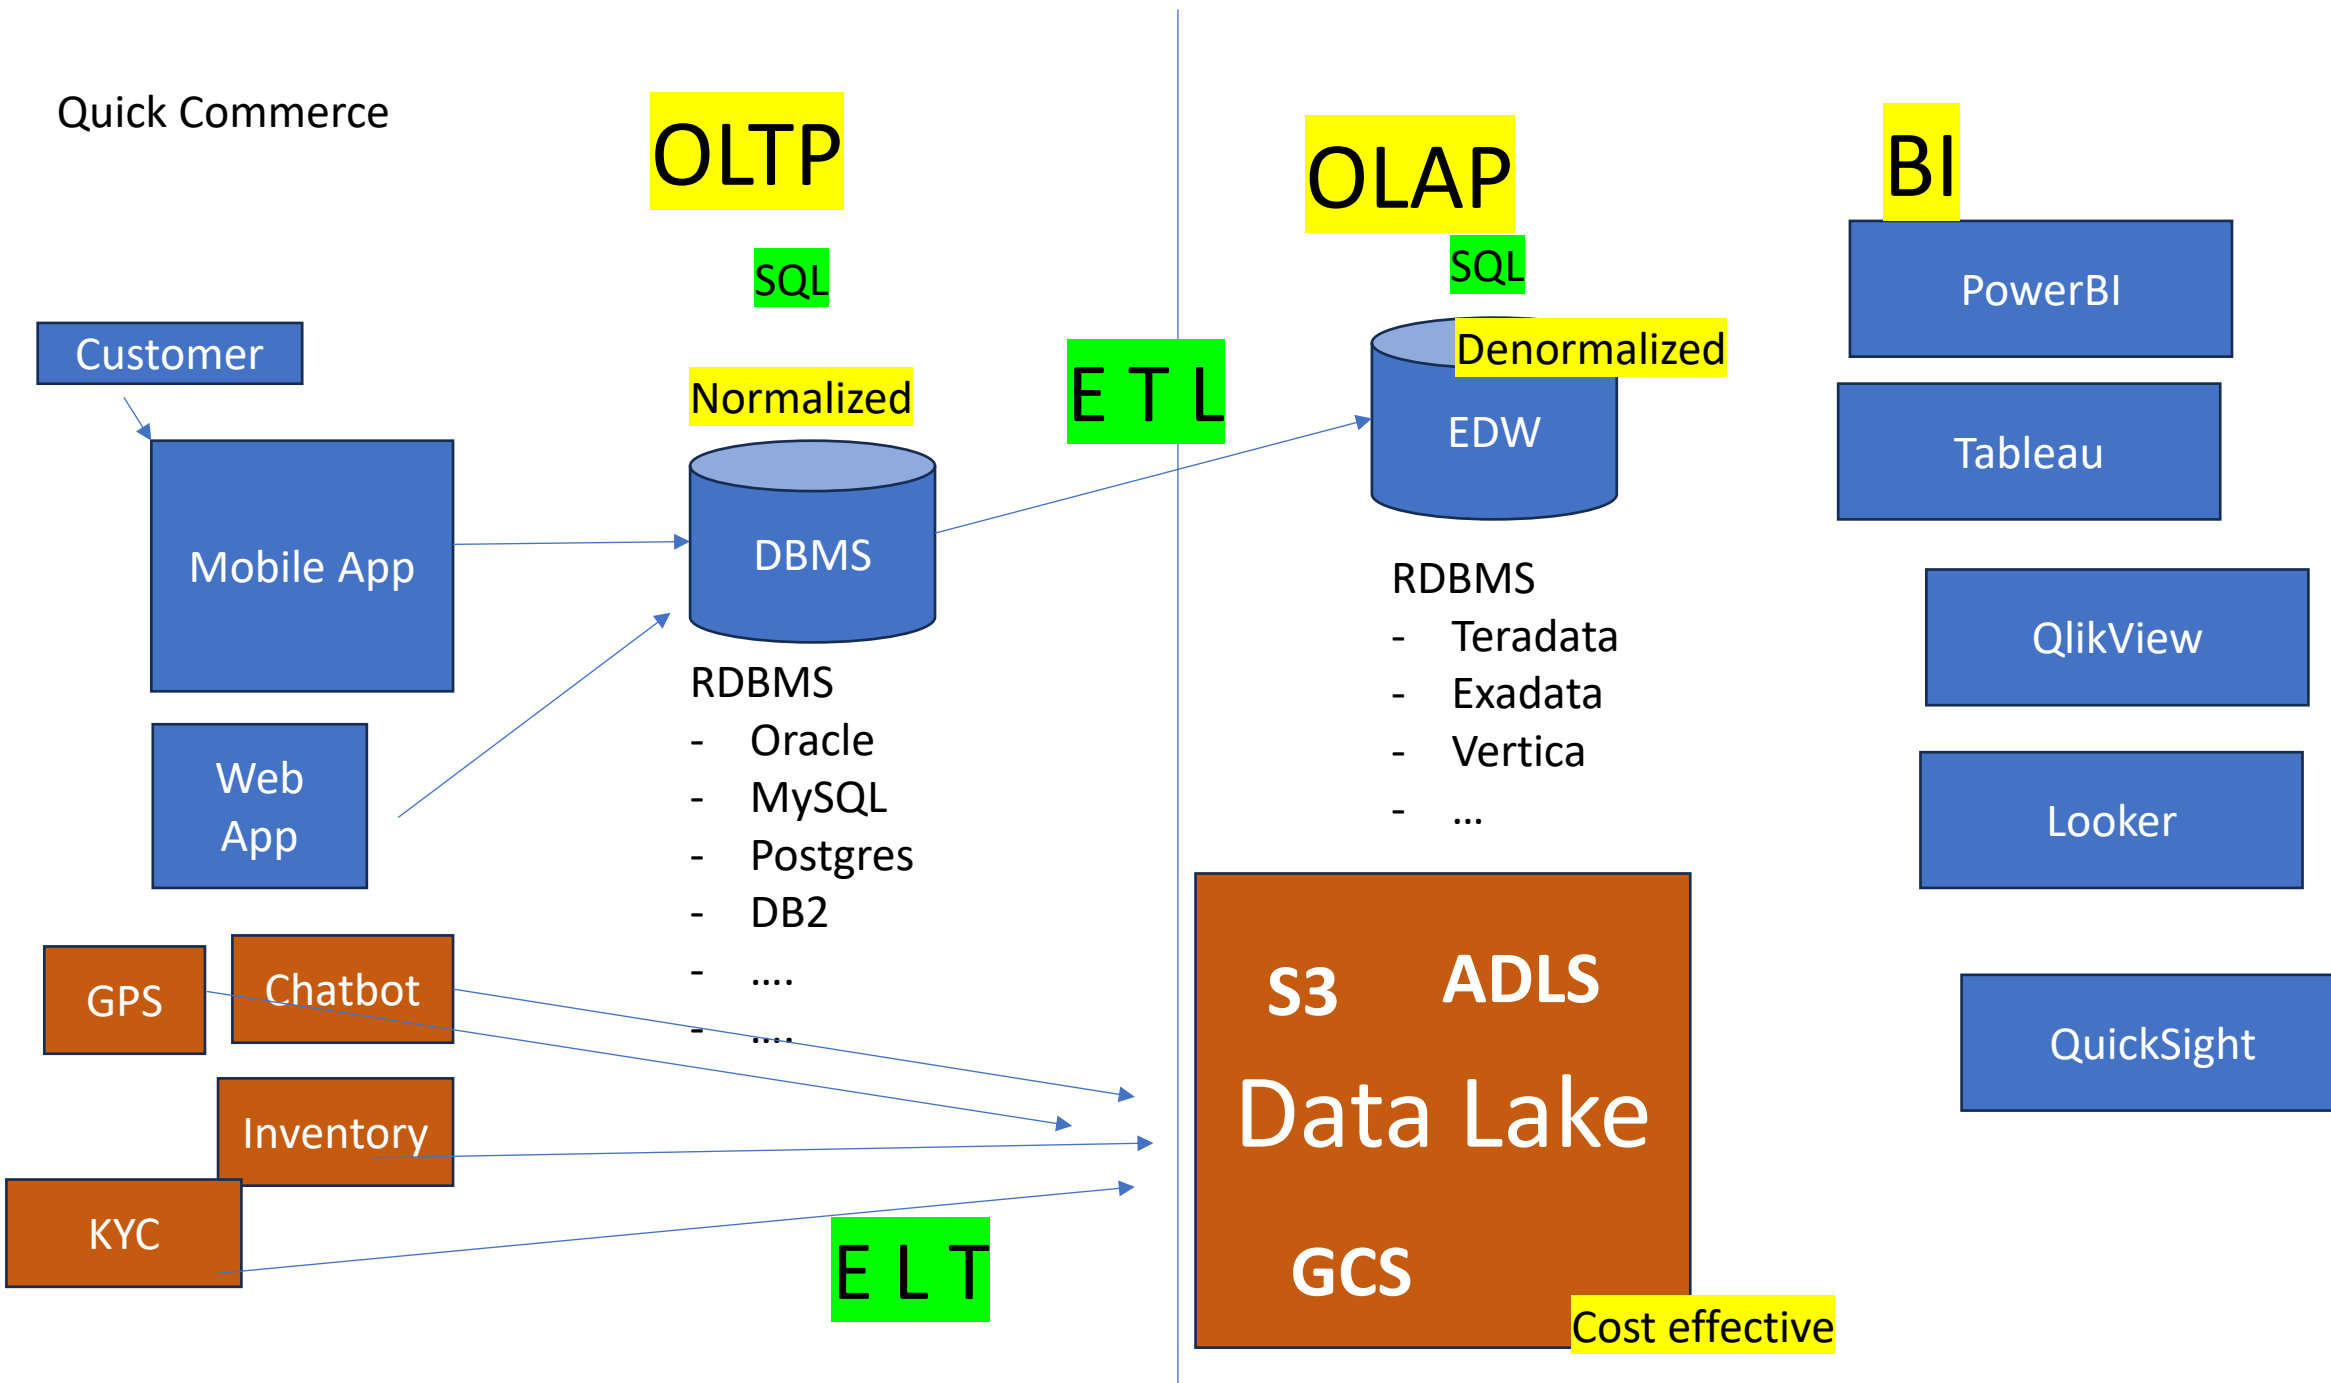 Quick Commerce
OLTP
OLAP
BI
SQL
SQL
PowerBI
Customer
Denormalized
Normalized
E T L
EDW
Tableau
Mobile App
DBMS
RDBMS
- Teradata
- Exadata
- Vertica
- ...
QlikView
RDBMS
- Oracle
- MySQL
- Postgres
- DB2
- ....
- ....
Web
App
Looker
GPS
Chatbot
S3
ADLS
Data Lake
GCS
QuickSight
Inventory
KYC
E L T
Cost effective